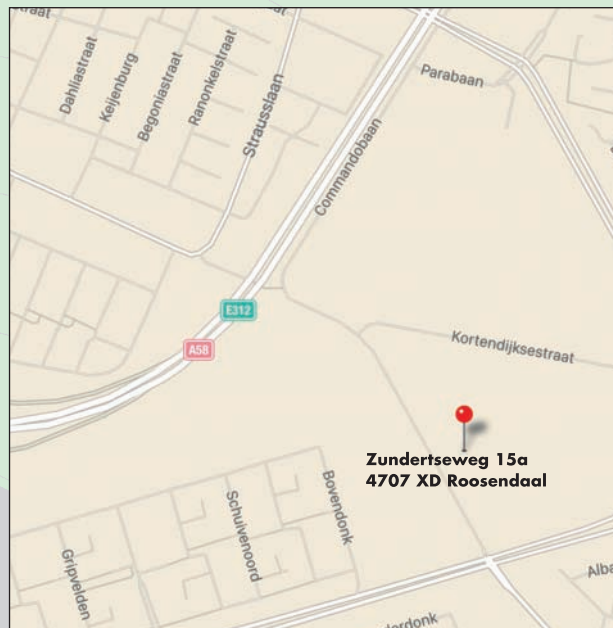 Dahliastraat
Keijenburg
Begoniastraat
Ranonkelstraat
Strausslaan
Commandobaan
Parabaan
E312
A58
Kortendijksestraat
Zundertseweg 15a
4707 XD Roosendaal
Bovendonk
Schuivenoord
Gripvelden